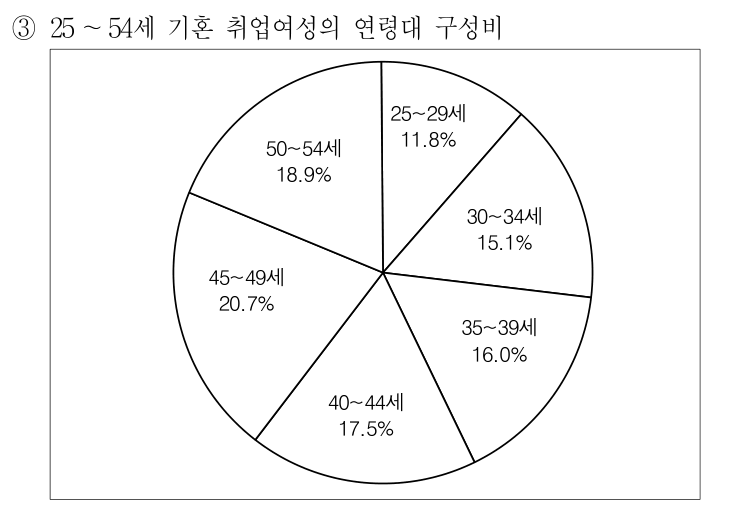 ③ 25 ~ 54세 기혼 취업여성의 연령대 구성비
25~29세
11.8%
30~34세
15.1%
35~39세
16.0%
40~44세
17.5%
45~49세
20.7%
50~54세
18.9%